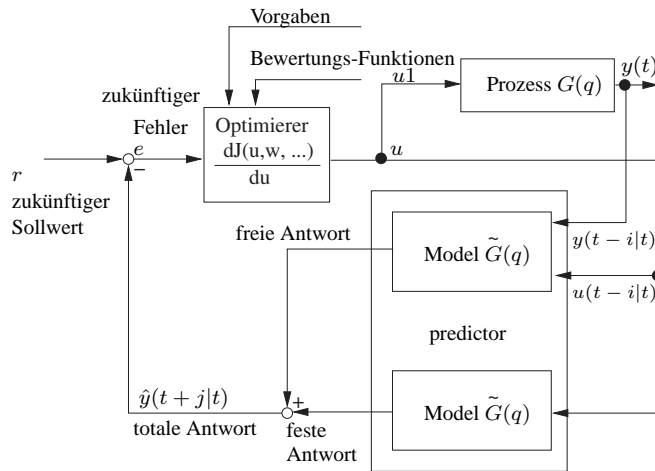 Vorgaben
Bewertungs-Funktionen
u1
Prozess G(q)
y(t)
zukünftiger
Fehler
e
−
Optimierer
dJ(u,w, ...)
du
u
r
zukünftiger
Sollwert
freie Antwort
Model G̃(q)
y(t − i|t)
u(t − i|t)
predictor
ŷ(t + j|t)
totale Antwort
+
feste
Antwort
Model G̃(q)